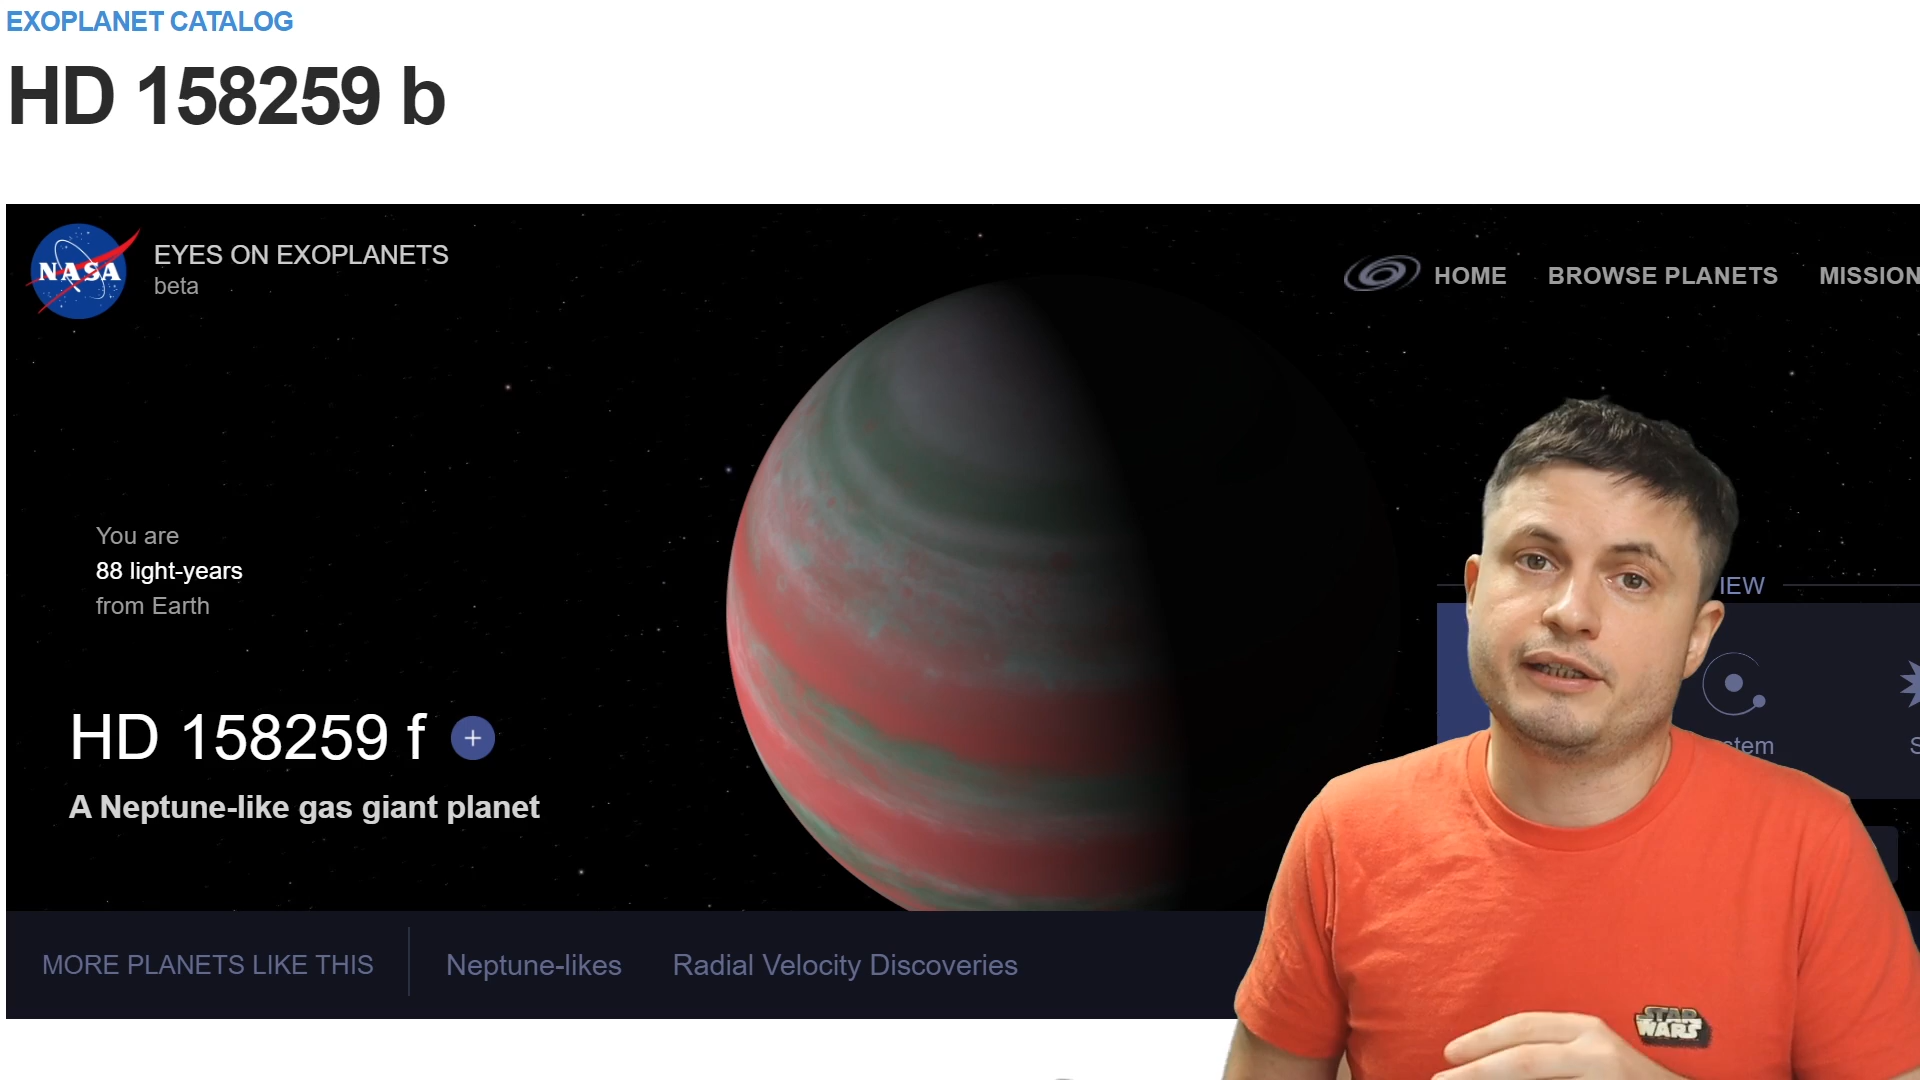 EXOPLANET CATALOG
HD 158259 b
NASA
EYES ON EXOPLANETS
beta
HOME
BROWSE PLANETS
MISSION
You are
88 light-years
from Earth
IEW
stem
S
HD 158259 f +
A Neptune-like gas giant planet
MORE PLANETS LIKE THIS
Neptune-likes
Radial Velocity Discoveries
STAR
WARS